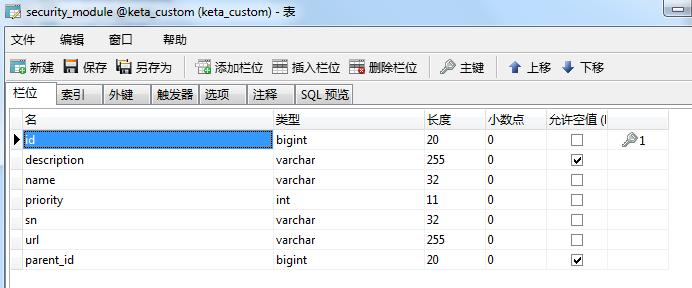 security_module @keta_custom (keta_custom) - 表
文件 编辑 窗口 帮助
新建 保存 另存为 添加栏位 插入栏位 删除栏位 主键 上移 下移
栏位 索引 外键 触发器 选项 注释 SQL 预览
名 类型 长度 小数点 允许空值 (
id bigint 20 0 1
description varchar 255 0
name varchar 32 0
priority int 11 0
sn varchar 32 0
url varchar 255 0
parent_id bigint 20 0